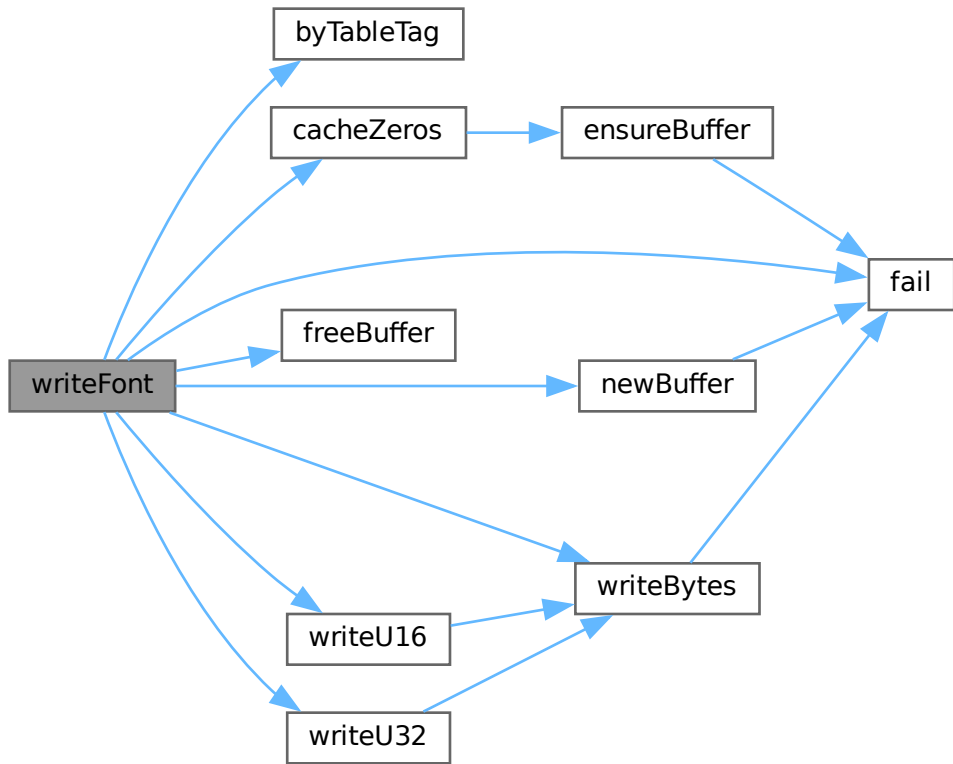 byTableTag
cacheZeros
ensureBuffer
fail
freeBuffer
writeFont
newBuffer
writeBytes
writeU16
writeU32